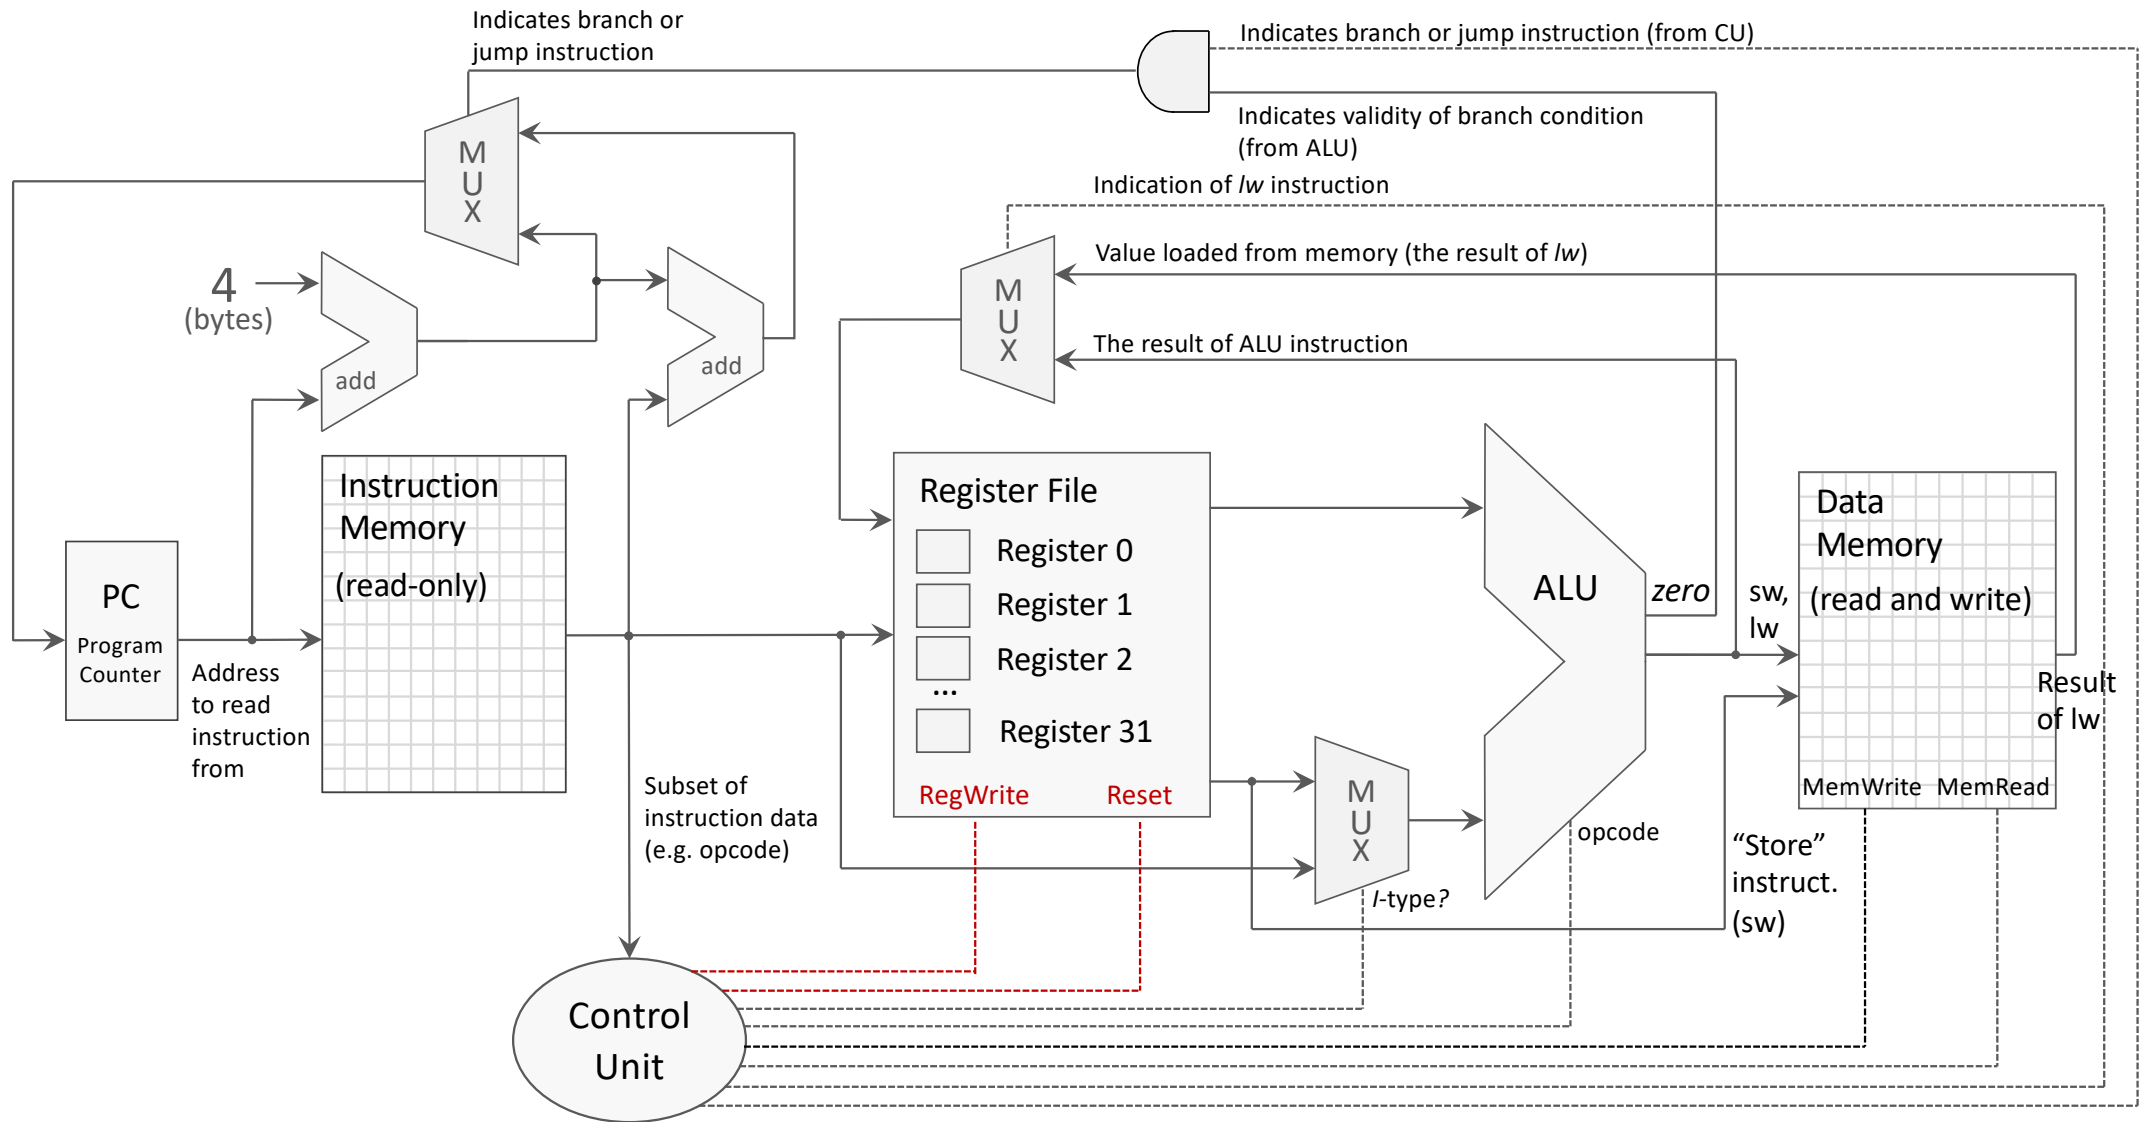 Indicates branch or
jump instruction
Indicates branch or jump instruction (from CU)
Indicates validity of branch condition
(from ALU)
M
U
X
Indication of lw instruction
Value loaded from memory (the result of lw)
M
U
X
The result of ALU instruction
4
(bytes)
add
add
Instruction
Memory
(read-only)
PC
Program
Counter
Address
to read
instruction
from
Register File
Register 0
Register 1
Register 2
...
Register 31
RegWrite Reset
ALU
zero
sw,
lw
Data
Memory
(read and write)
Result
of lw
MemWrite MemRead
Subset of
instruction data
(e.g. opcode)
M
U
X
I-type?
opcode
“Store”
instruct.
(sw)
Control
Unit